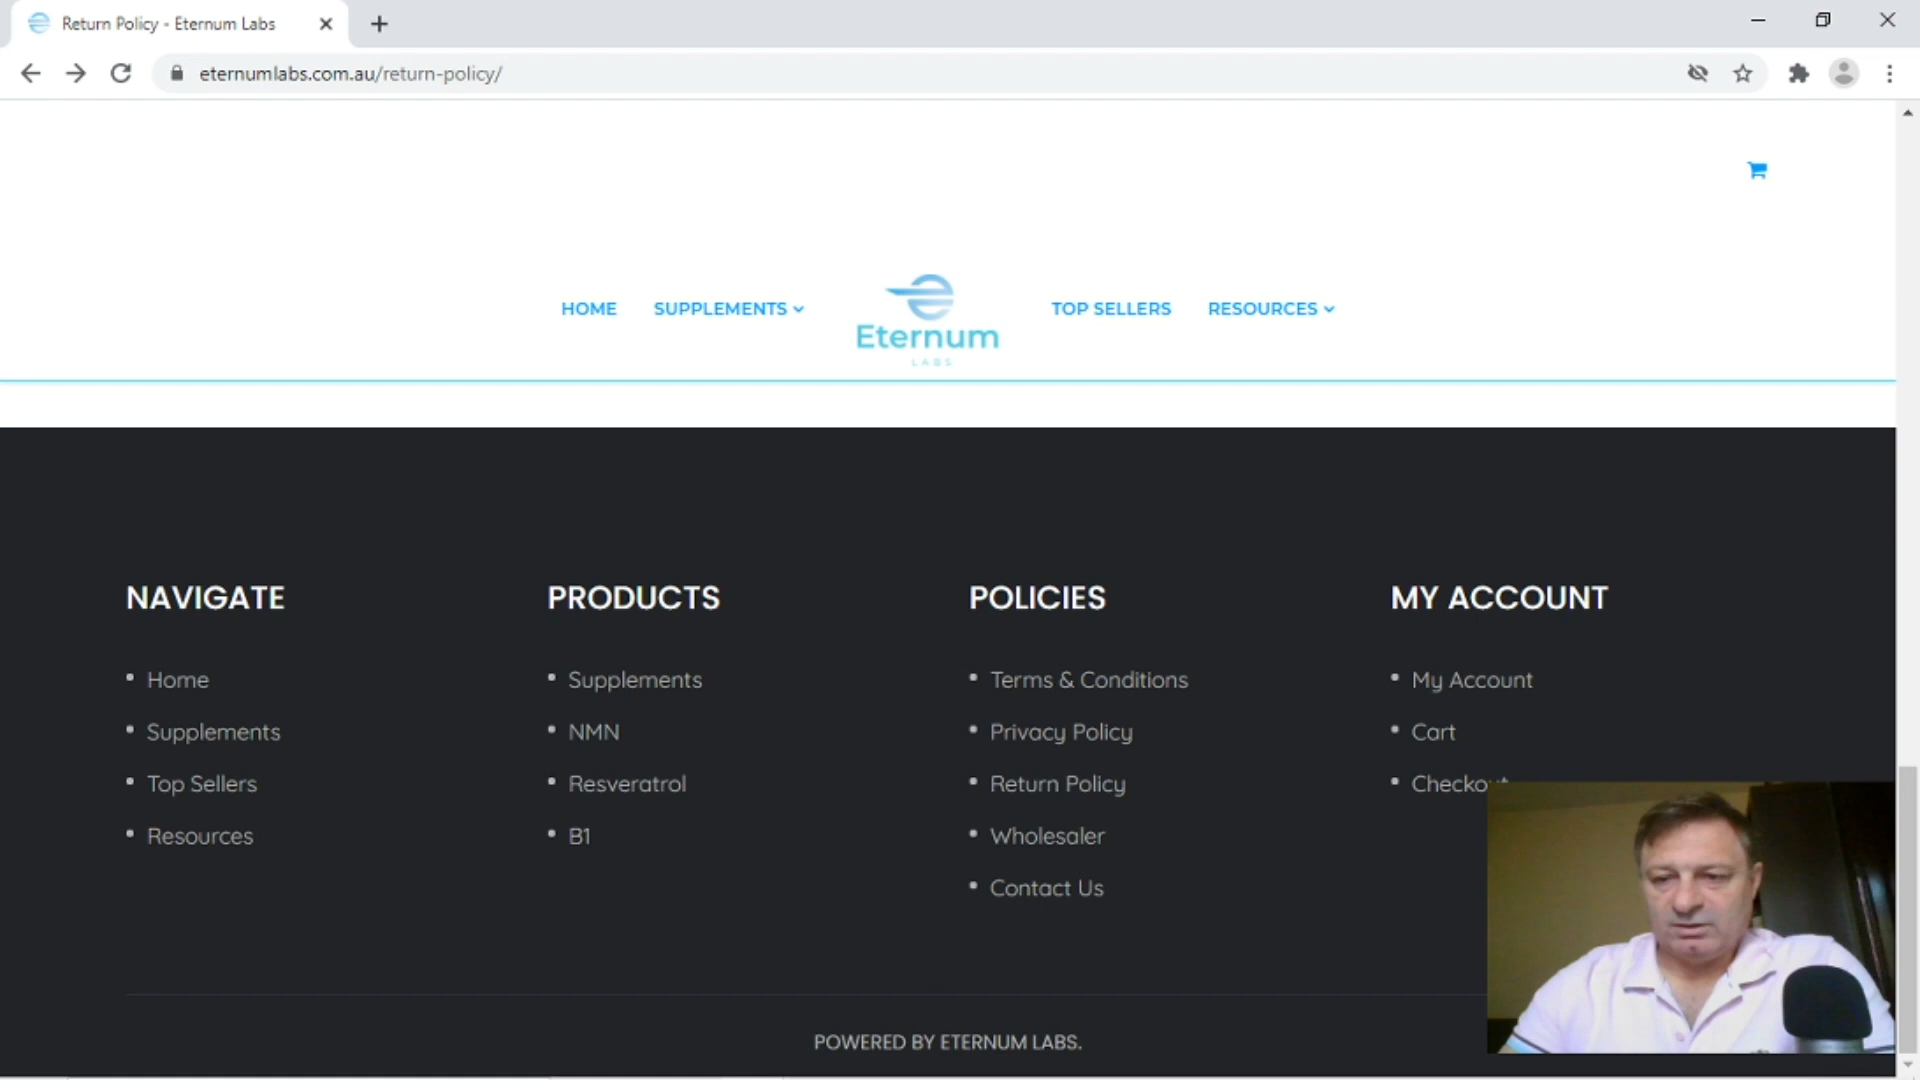 Return Policy - Eternum Labs
eternumlabs.com.au/return-policy/
HOME SUPPLEMENTS TOP SELLERS RESOURCES
Eternum
LABS
NAVIGATE
Home
Supplements
Top Sellers
Resources
PRODUCTS
Supplements
NMN
Resveratrol
B1
POLICIES
Terms & Conditions
Privacy Policy
Return Policy
Wholesaler
Contact Us
MY ACCOUNT
My Account
Cart
Checkout
POWERED BY ETERNUM LABS.